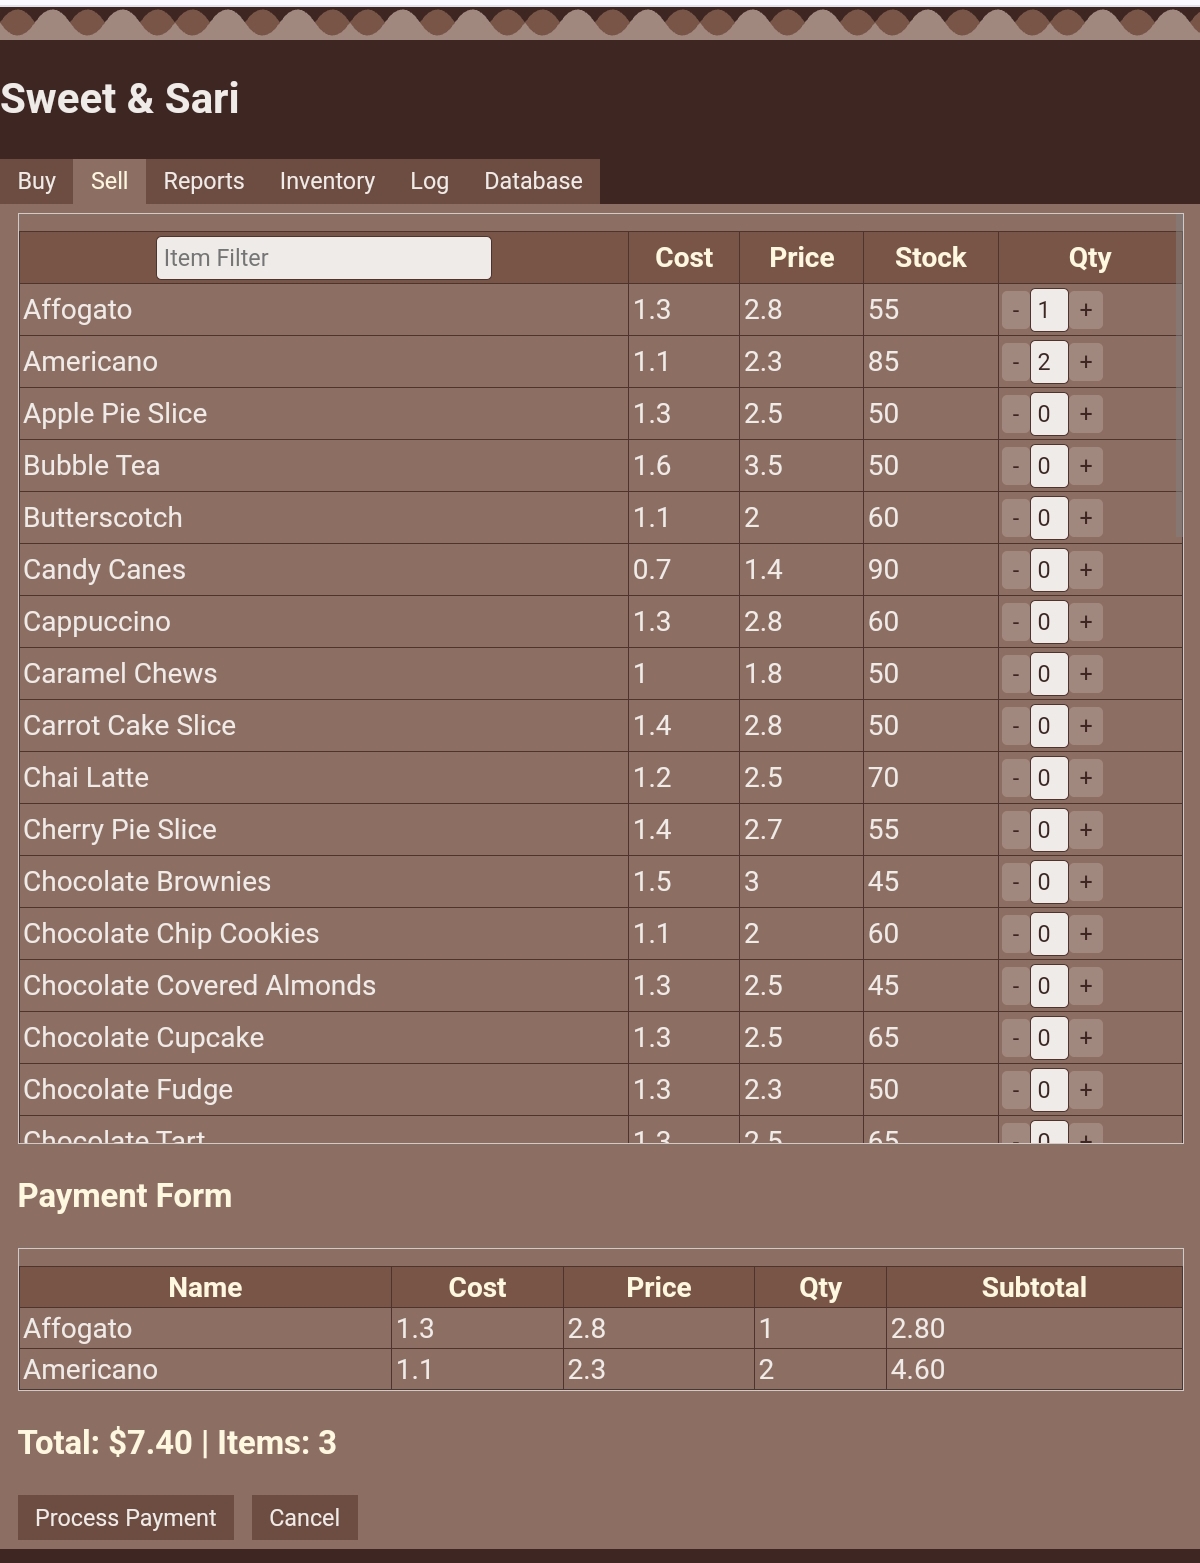 Sweet & Sari
Buy Sell Reports Inventory Log Database
Item Filter Cost Price Stock Qty
Affogato 1.3 2.8 55 - 1 +
Americano 1.1 2.3 85 - 2 +
Apple Pie Slice 1.3 2.5 50 - 0 +
Bubble Tea 1.6 3.5 50 - 0 +
Butterscotch 1.1 2 60 - 0 +
Candy Canes 0.7 1.4 90 - 0 +
Cappuccino 1.3 2.8 60 - 0 +
Caramel Chews 1 1.8 50 - 0 +
Carrot Cake Slice 1.4 2.8 50 - 0 +
Chai Latte 1.2 2.5 70 - 0 +
Cherry Pie Slice 1.4 2.7 55 - 0 +
Chocolate Brownies 1.5 3 45 - 0 +
Chocolate Chip Cookies 1.1 2 60 - 0 +
Chocolate Covered Almonds 1.3 2.5 45 - 0 +
Chocolate Cupcake 1.3 2.5 65 - 0 +
Chocolate Fudge 1.3 2.3 50 - 0 +
Chocolate Tart 1.3 2.5 65 - 0 +
Payment Form
Name Cost Price Qty Subtotal
Affogato 1.3 2.8 1 2.80
Americano 1.1 2.3 2 4.60
Total: $7.40 | Items: 3
Process Payment Cancel